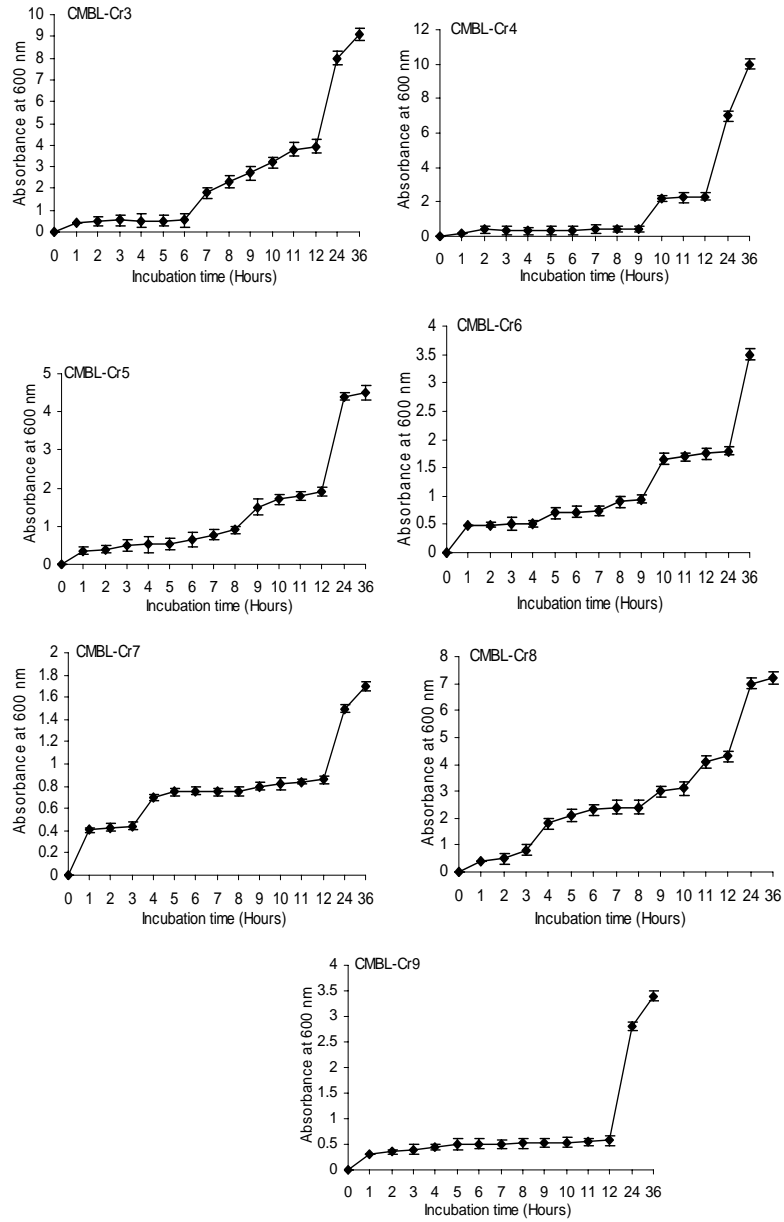 CMBL-Cr3
Absorbance at 600 nm
10
9
8
7
6
5
4
3
2
1
0
0 1 2 3 4 5 6 7 8 9 10 11 12 24 36
Incubation time (Hours)
CMBL-Cr4
Absorbance at 600 nm
12
10
8
6
4
2
0
0 1 2 3 4 5 6 7 8 9 10 11 12 24 36
Incubation time (Hours)
CMBL-Cr5
Absorbance at 600 nm
5
4
3
2
1
0
0 1 2 3 4 5 6 7 8 9 10 11 12 24 36
Incubation time (Hours)
CMBL-Cr6
Absorbance at 600 nm
4
3.5
3
2.5
2
1.5
1
0.5
0
0 1 2 3 4 5 6 7 8 9 10 11 12 24 36
Incubation time (Hours)
CMBL-Cr7
Absorbance at 600 nm
2
1.8
1.6
1.4
1.2
1
0.8
0.6
0.4
0.2
0
0 1 2 3 4 5 6 7 8 9 10 11 12 24 36
Incubation time (Hours)
CMBL-Cr8
Absorbance at 600 nm
8
7
6
5
4
3
2
1
0
0 1 2 3 4 5 6 7 8 9 10 11 12 24 36
Incubation time (Hours)
CMBL-Cr9
Absorbance at 600 nm
4
3.5
3
2.5
2
1.5
1
0.5
0
0 1 2 3 4 5 6 7 8 9 10 11 12 24 36
Incubation time (Hours)